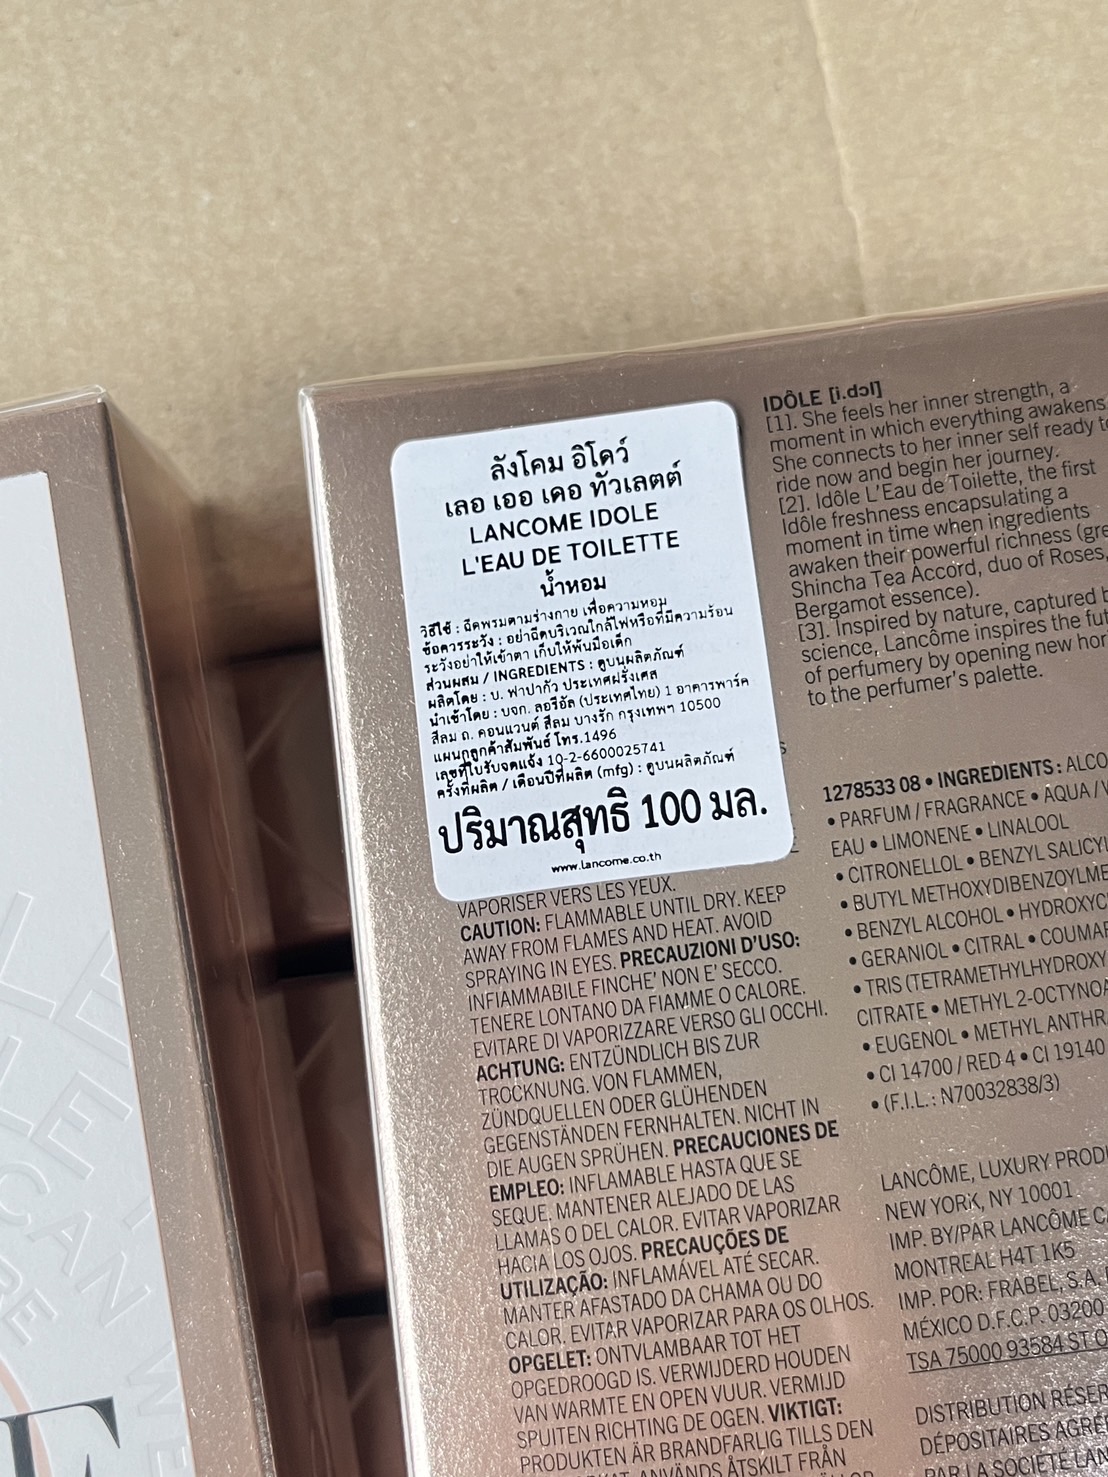 ลังโคม อิโดว์
เลอ เออ เดอ ทัวเลตต์
LANCOME IDOLE
L'EAU DE TOILETTE
น้ำหอม
วิธีใช้ : ฉีดพรมตามร่างกาย เพื่อความหอม
ข้อควรระวัง : อย่าฉีดบริเวณใกล้ไฟหรือที่มีความร้อน
ระวังอย่าให้เข้าตา เก็บให้พ้นมือเด็ก
ส่วนผสม / INGREDIENTS : ดูบนผลิตภัณฑ์
ผลิตโดย : บ. ฟาปากัว ประเทศฝรั่งเศส
นำเข้าโดย : บจก. ลอรีอัล (ประเทศไทย) 1 อาคารพาร์ค
สีลม ถ. คอนแวนต์ สีลม บางรัก กรุงเทพฯ 10500
แผนกลูกค้าสัมพันธ์ โทร.1496
เลขที่ใบรับจดแจ้ง 10-2-6600025741
ครั้งที่ผลิต / เดือนปีที่ผลิต (mfg) : ดูบนผลิตภัณฑ์
ปริมาณสุทธิ 100 มล.
www.lancome.co.th
VAPORISER VERS LES YEUX.
CAUTION: FLAMMABLE UNTIL DRY. KEEP
AWAY FROM FLAMES AND HEAT. AVOID
SPRAYING IN EYES. PRECAUZIONI D'USO:
INFIAMMABILE FINCHE' NON E' SECCO.
TENERE LONTANO DA FIAMME O CALORE.
EVITARE DI VAPORIZZARE VERSO GLI OCCHI.
ACHTUNG: ENTZÜNDLICH BIS ZUR
TROCKNUNG. VON FLAMMEN,
ZÜNDQUELLEN ODER GLÜHENDEN
GEGENSTÄNDEN FERNHALTEN. NICHT IN
DIE AUGEN SPRÜHEN. PRECAUCIONES DE
EMPLEO: INFLAMABLE HASTA QUE SE
SEQUE. MANTENER ALEJADO DE LAS
LLAMAS O DEL CALOR. EVITAR VAPORIZAR
HACIA LOS OJOS. PRECAUÇÕES DE
UTILIZAÇÃO: INFLAMÁVEL ATÉ SECAR.
MANTER AFASTADO DA CHAMA OU DO
CALOR. EVITAR VAPORIZAR PARA OS OLHOS.
OPGELET: ONTVLAMBAAR TOT HET
OPGEDROOGD IS. VERWIJDERD HOUDEN
VAN WARMTE EN OPEN VUUR. VERMIJD
SPUITEN RICHTING DE OGEN. VIKTIGT:
PRODUKTEN ÄR BRANDFARLIG TILLS DEN
ANVÄNDS ÅTSKILT FRÅN
IDÔLE [i.dɔl]
[1]. She feels her inner strength, a
moment in which everything awakens.
She connects to her inner self ready to
ride now and begin her journey.
[2]. Idôle L'Eau de Toilette, the first
Idôle freshness encapsulating a
moment in time when ingredients
awaken their powerful richness
Shincha Tea Accord, duo of Roses,
Bergamot essence).
[3]. Inspired by nature, captured
science, Lancôme inspires the
of perfumery by opening new
to the perfumer's palette.
1278533 08 • INGREDIENTS:
• PARFUM / FRAGRANCE • AQUA /
EAU • LIMONENE • LINALOOL
• CITRONELLOL • BENZYL
• BUTYL
• BENZYL ALCOHOL •
• GERANIOL • CITRAL •
• TRIS
CITRATE • METHYL
• EUGENOL • METHYL
• CI 14700 / RED 4 • CI 19140
• (F.I.L. : N70032838/3)
LANCÔME, LUXURY
NEW YORK, NY 10001
IMP. BY/PAR LANCÔME
MONTREAL H4T 1K5
IMP. POR: FRABEL, S.A.
MÉXICO D.F.C.P. 03200
TSA 75000 93584 ST
DISTRIBUTION
DÉPOSITAIRES
PAR LA SOCIÉTÉ